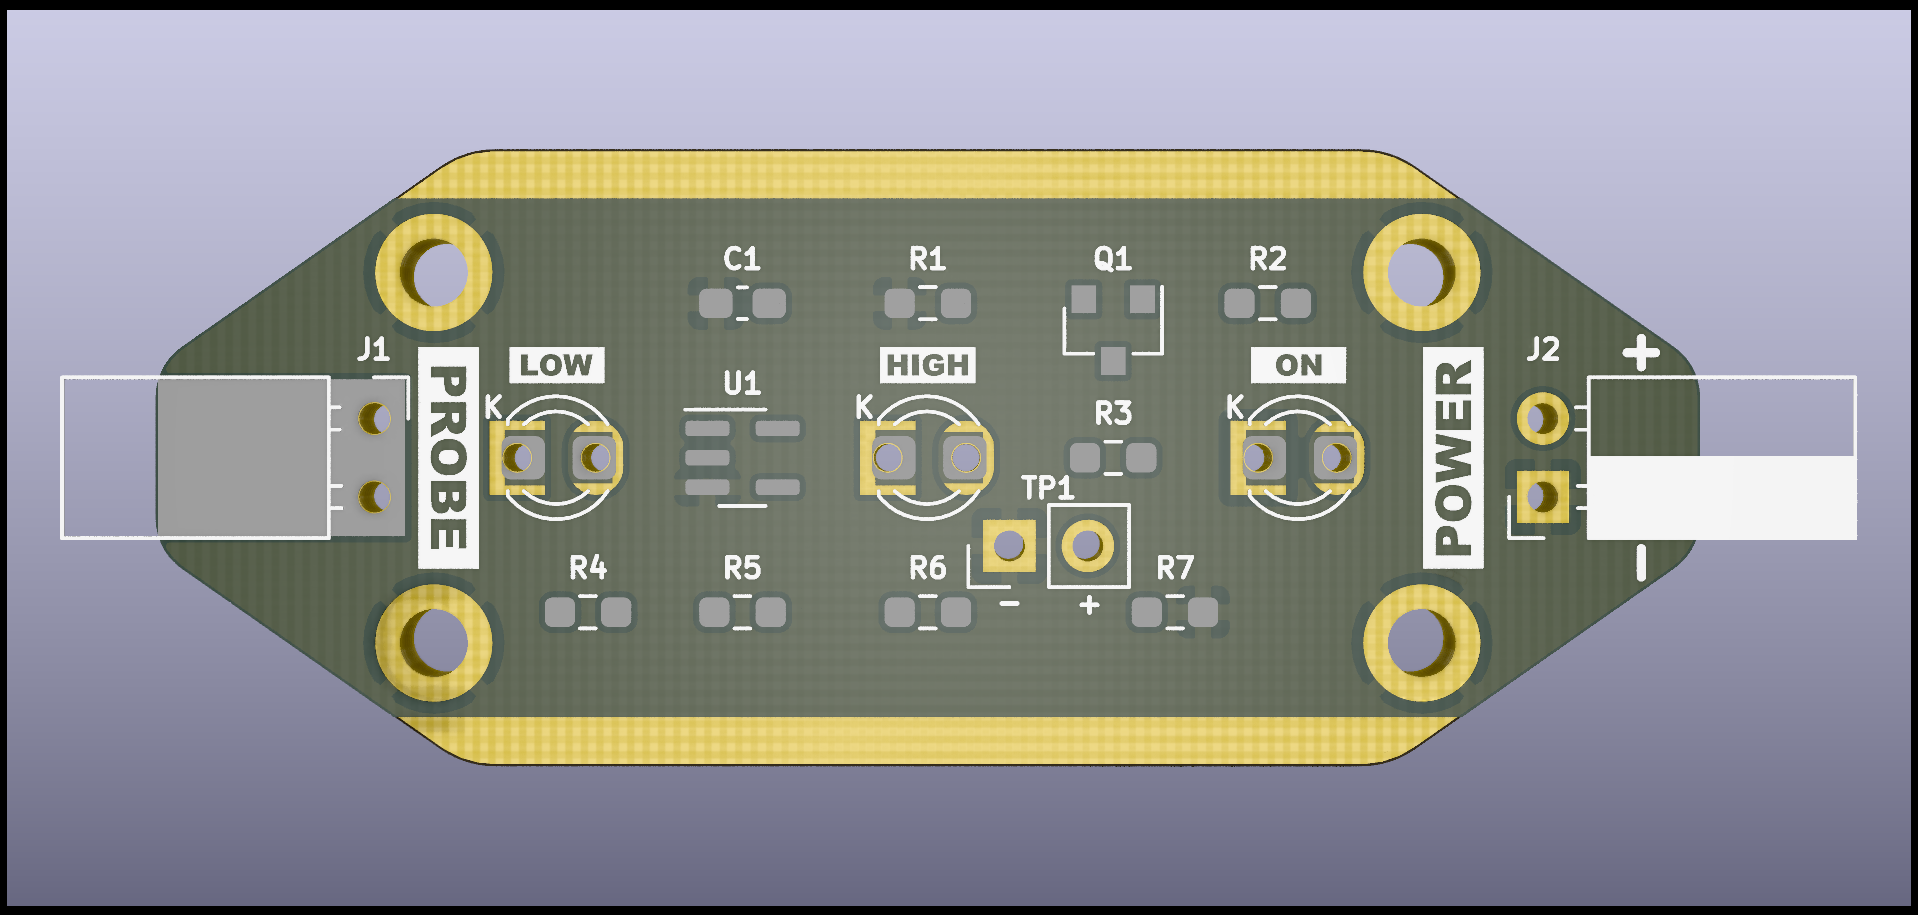 C1
R1
Q1
R2
J1
LOW
HIGH
ON
J2
+
PROBE
U1
K
K
R3
K
POWER
TP1
R4
R5
R6
-
+
R7
-